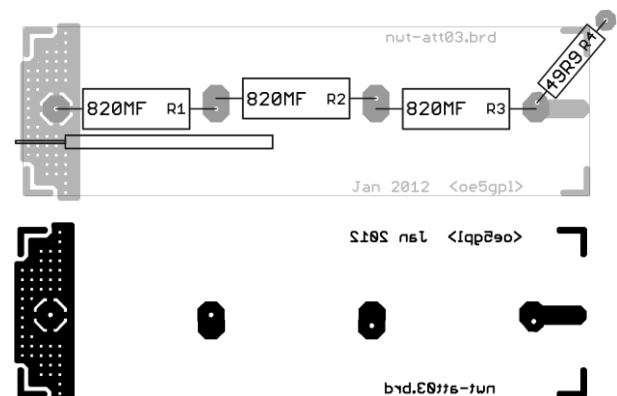 nut-att03.brd
49R9 R4
820MF R1
820MF R2
820MF R3
Jan 2012 <oe5gpl>
Jan 2012 <oe5gpl>
nut-att03.brd